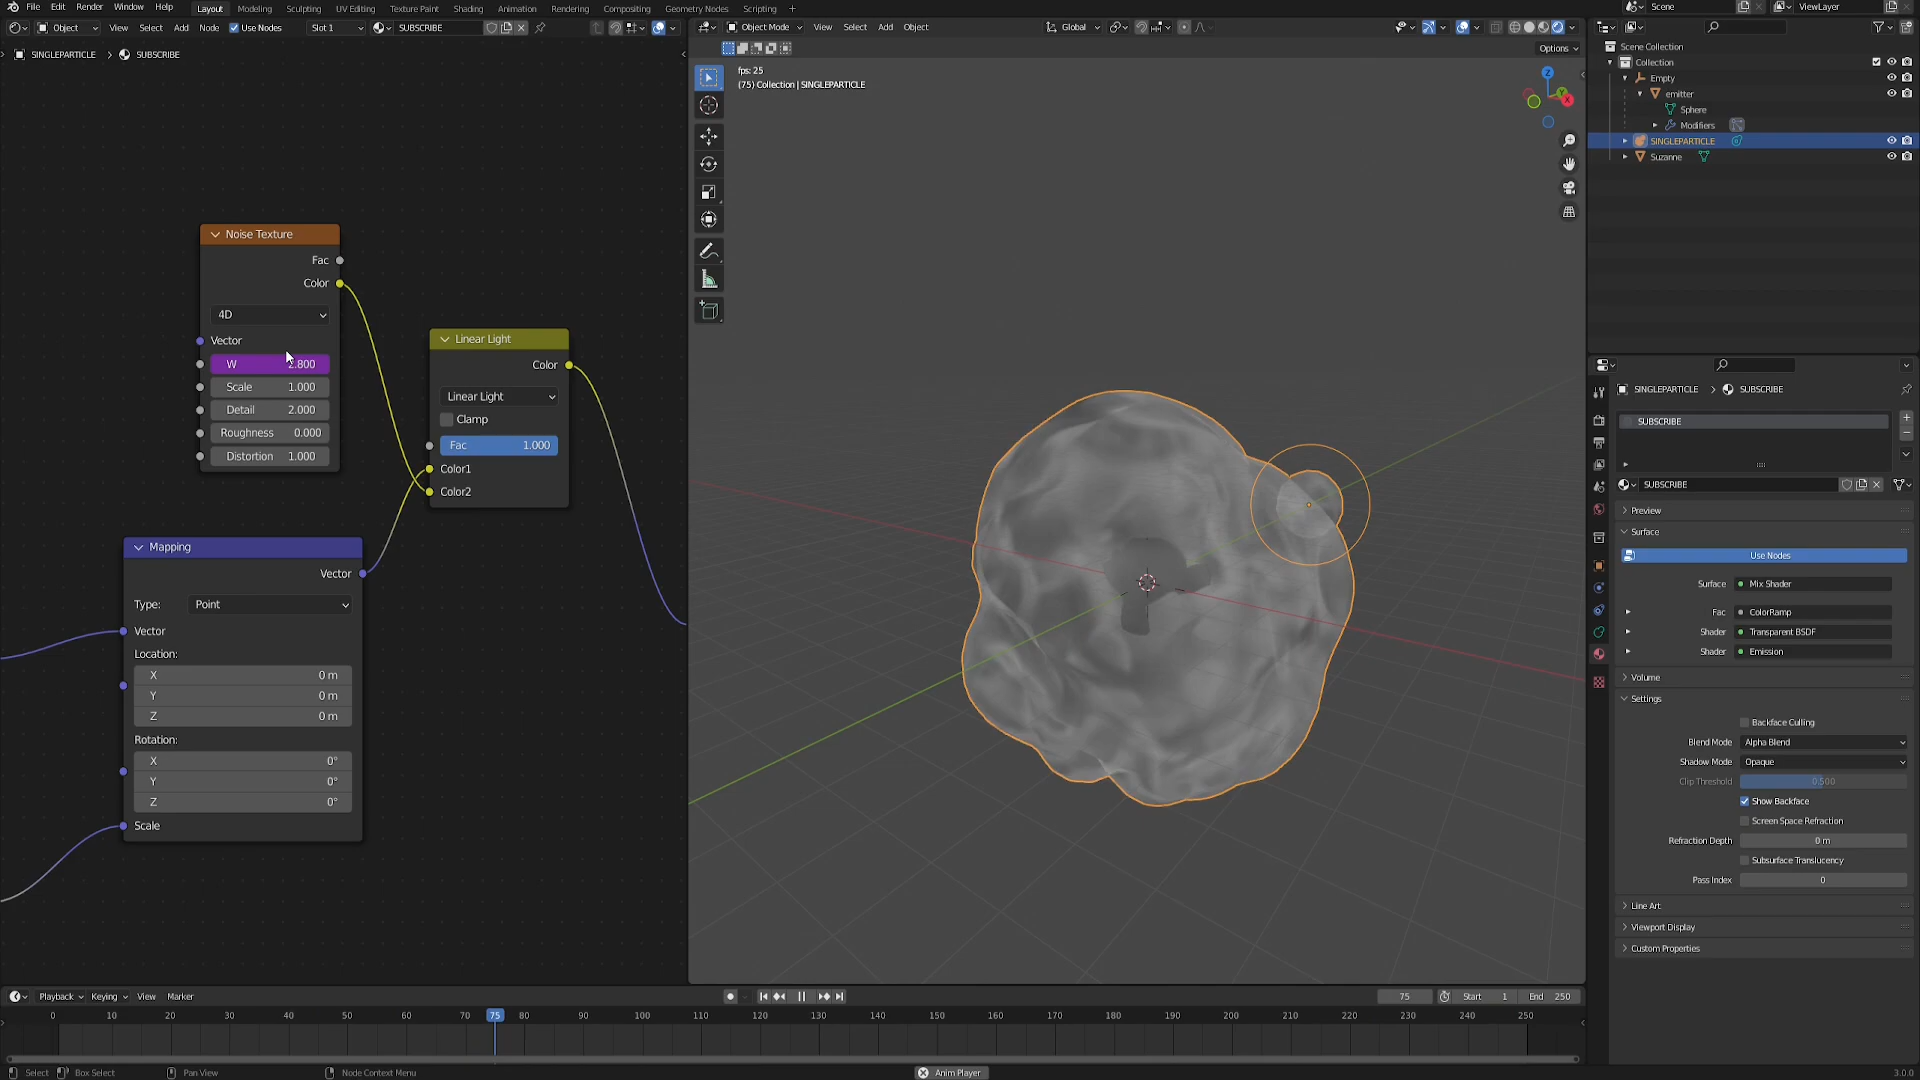 File Edit Render Window Help Layout Modeling Sculpting UV Editing Texture Paint Shading Animation Rendering Compositing Geometry Nodes Scripting + Scene ViewLayer
Object View Select Add Node Use Nodes Slot 1 SUBSCRIBE
SINGLEPARTICLE > SUBSCRIBE
Noise Texture
Fac
Color
4D
Vector
W 2.800
Scale 1.000
Detail 2.000
Roughness 0.000
Distortion 1.000
Linear Light
Color
Linear Light
Clamp
Fac 1.000
Color1
Color2
Mapping
Vector
Type: Point
Vector
Location:
X 0 m
Y 0 m
Z 0 m
Rotation:
X 0°
Y 0°
Z 0°
Scale
Object Mode View Select Add Object Global
Options
fps: 25
(75) Collection | SINGLEPARTICLE
Z
Y
X
Scene Collection
Collection
Empty
emitter
Sphere
Modifiers
SINGLEPARTICLE
Suzanne
SINGLEPARTICLE > SUBSCRIBE
SUBSCRIBE
SUBSCRIBE
Preview
Surface
Use Nodes
Surface Mix Shader
Fac ColorRamp
Shader Transparent BSDF
Shader Emission
Volume
Settings
Backface Culling
Blend Mode Alpha Blend
Shadow Mode Opaque
Clip Threshold 0.500
Show Backface
Screen Space Refraction
Refraction Depth 0 m
Subsurface Translucency
Pass Index 0
Line Art
Viewport Display
Custom Properties
Playback Keying View Marker 75 Start 1 End 250
0 10 20 30 40 50 60 70 75 80 90 100 110 120 130 140 150 160 170 180 190 200 210 220 230 240 250
Select Box Select Pan View Node Context Menu Anim Player 3.0.0